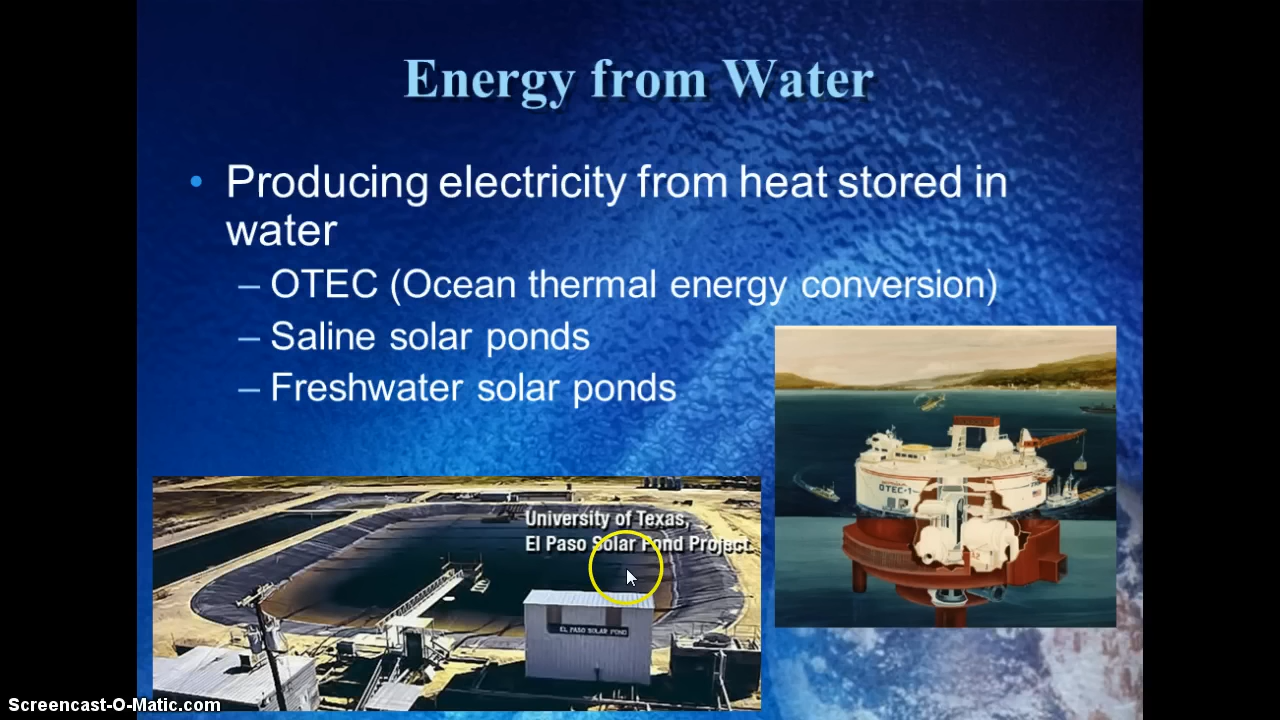 Energy from Water
• Producing electricity from heat stored in
water
– OTEC (Ocean thermal energy conversion)
– Saline solar ponds
– Freshwater solar ponds
OTEC-1
University of Texas,
El Paso Solar Pond Project.
EL PASO SOLAR POND
Screencast-O-Matic.com